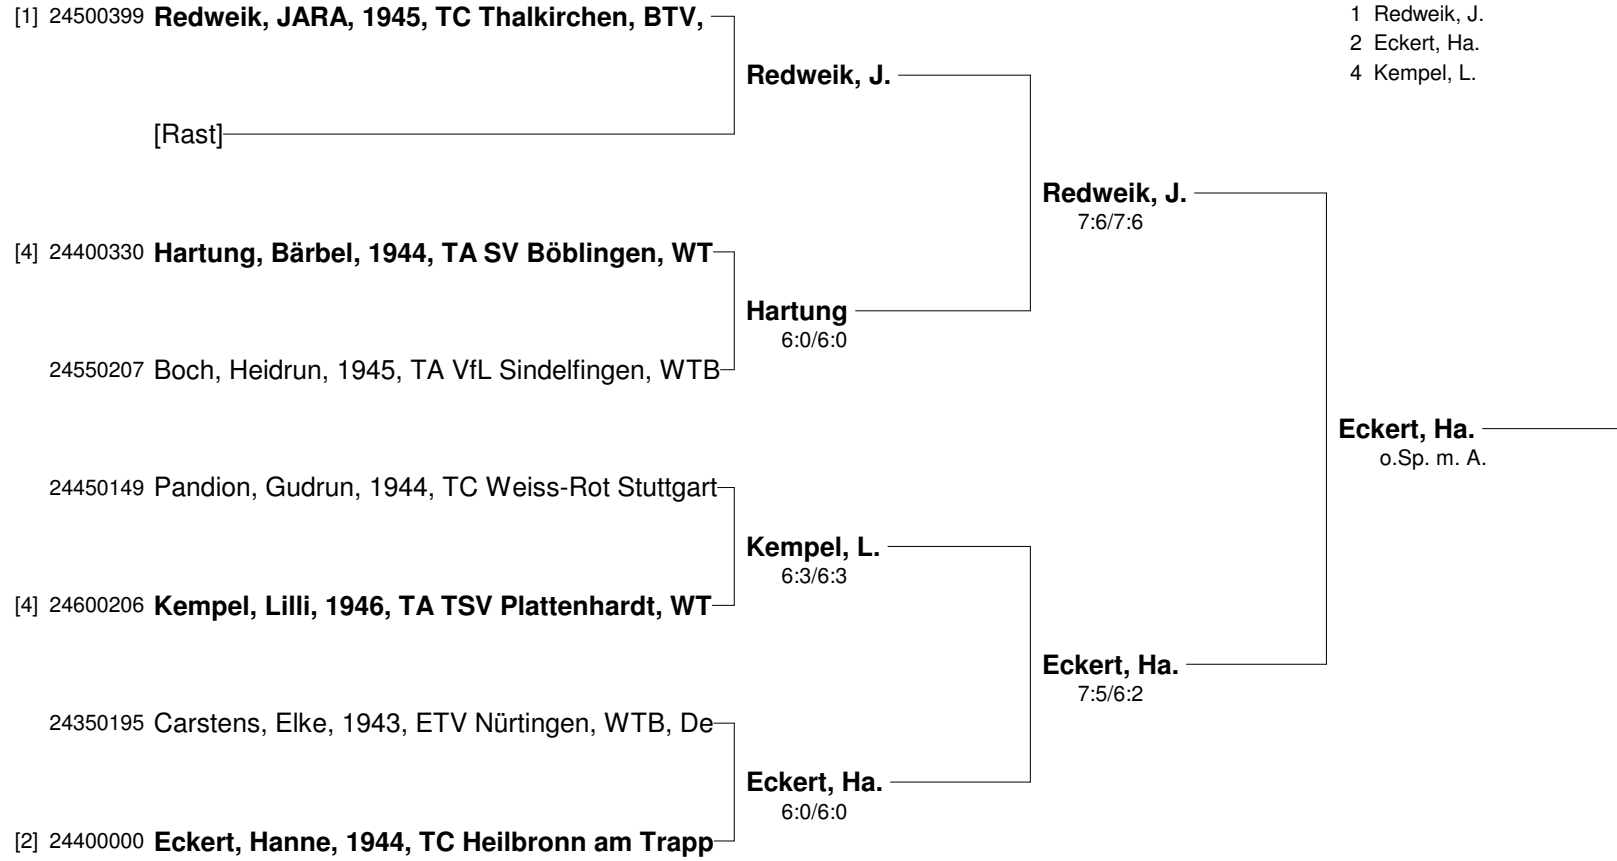 [1] 24500399 Redweik, JARA, 1945, TC Thalkirchen, BTV,
1 Redweik, J.
2 Eckert, Ha.
4 Kempel, L.
Redweik, J.
[Rast]
Redweik, J.
7:6/7:6
[4] 24400330 Hartung, Bärbel, 1944, TA SV Böblingen, WT
Hartung
6:0/6:0
24550207 Boch, Heidrun, 1945, TA VfL Sindelfingen, WTB
Eckert, Ha.
o.Sp. m. A.
24450149 Pandion, Gudrun, 1944, TC Weiss-Rot Stuttgart
Kempel, L.
6:3/6:3
[4] 24600206 Kempel, Lilli, 1946, TA TSV Plattenhardt, WT
Eckert, Ha.
7:5/6:2
24350195 Carstens, Elke, 1943, ETV Nürtingen, WTB, De
Eckert, Ha.
6:0/6:0
[2] 24400000 Eckert, Hanne, 1944, TC Heilbronn am Trapp